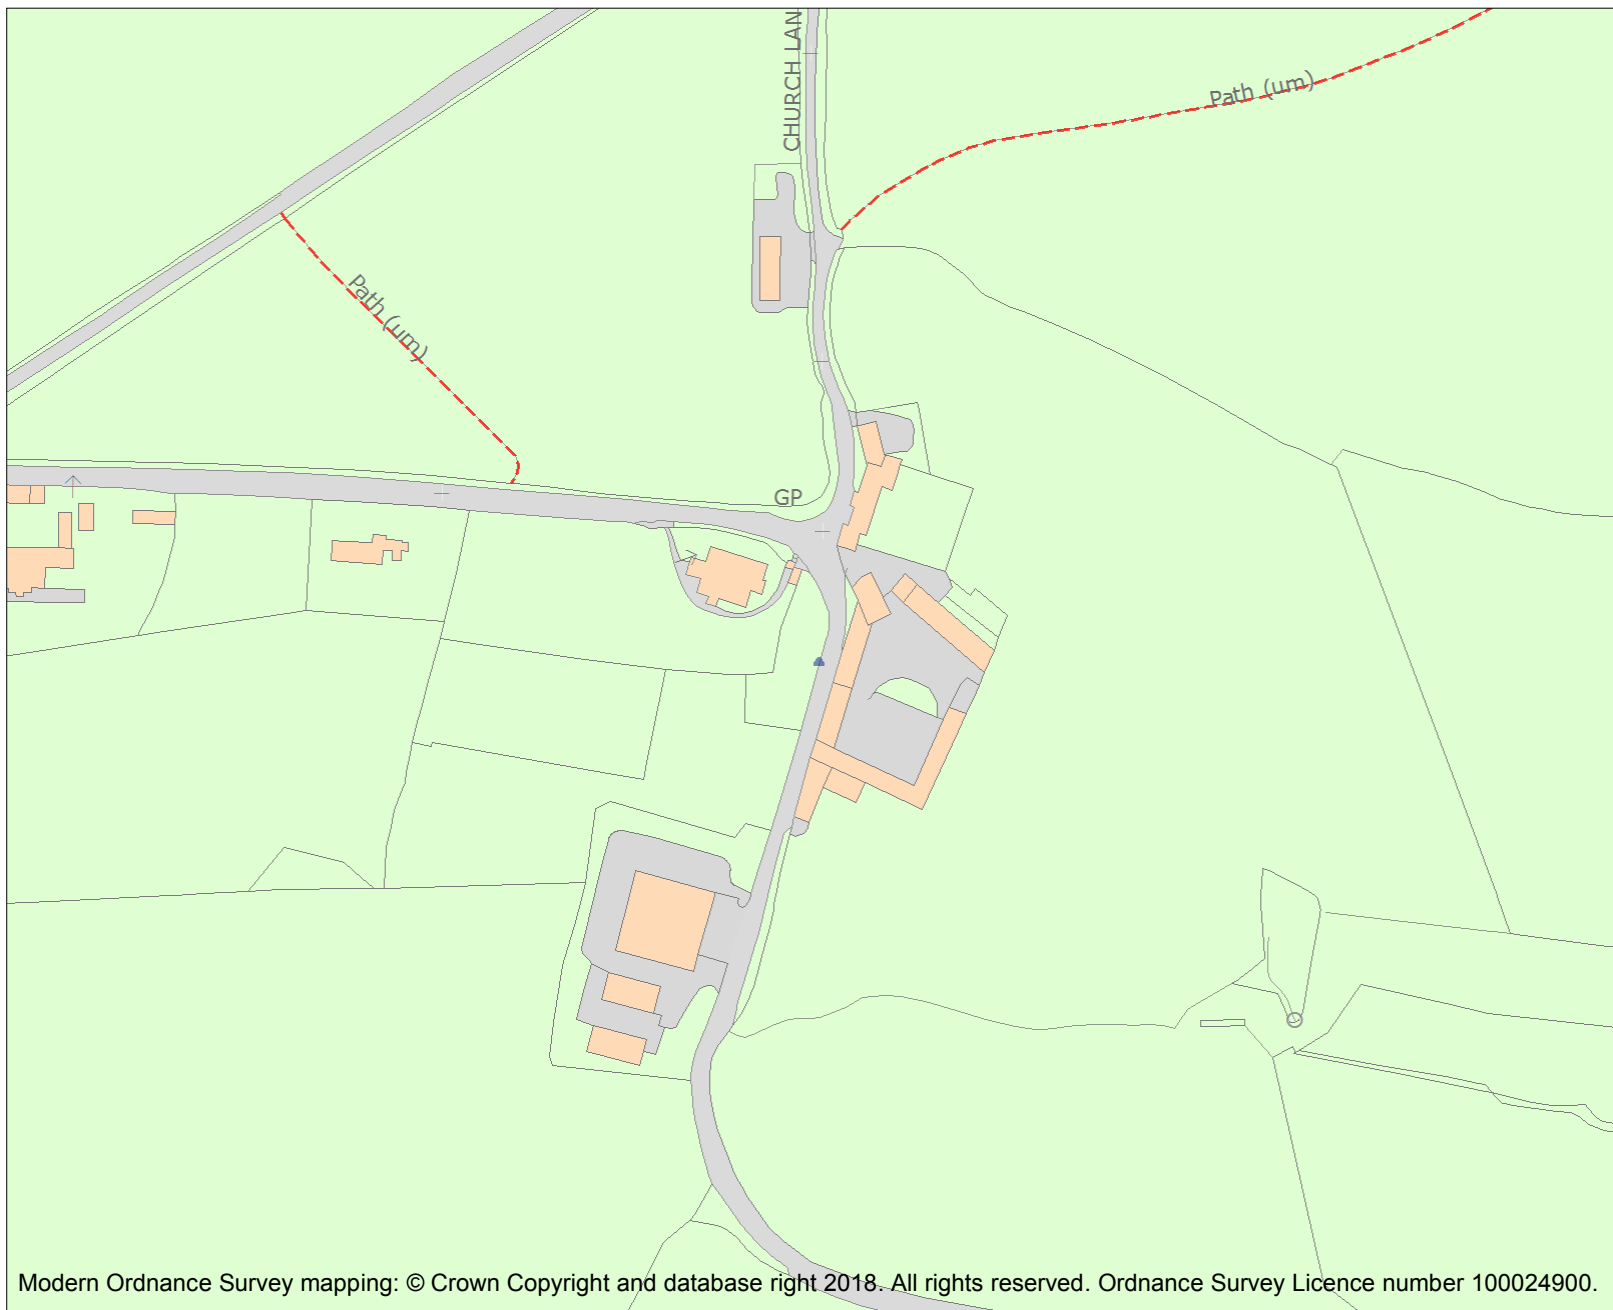 CHURCH LAN
Path (um)
Path (um)
GP
Modern Ordnance Survey mapping: © Crown Copyright and database right 2018. All rights reserved. Ordnance Survey Licence number 100024900.